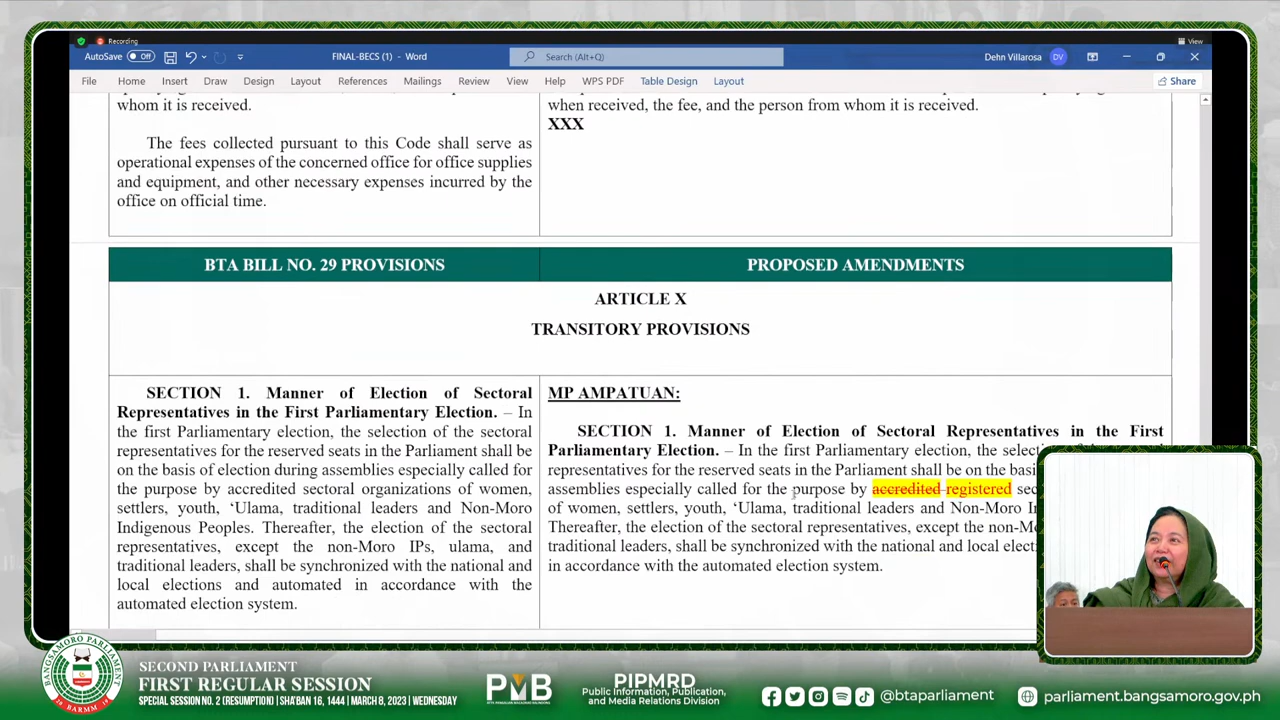 Recording
View
AutoSave Off
FINAL-BECS (1) - Word
Search (Alt+Q)
Dehn Villarosa DV
File Home Insert Draw Design Layout References Mailings Review View Help WPS PDF Table Design Layout Share
whom it is received.
The fees collected pursuant to this Code shall serve as
operational expenses of the concerned office for office supplies
and equipment, and other necessary expenses incurred by the
office on official time.
when received, the fee, and the person from whom it is received.
XXX
BTA BILL NO. 29 PROVISIONS
PROPOSED AMENDMENTS
ARTICLE X
TRANSITORY PROVISIONS
SECTION 1. Manner of Election of Sectoral
Representatives in the First Parliamentary Election. – In
the first Parliamentary election, the selection of the sectoral
representatives for the reserved seats in the Parliament shall be
on the basis of election during assemblies especially called for
the purpose by accredited sectoral organizations of women,
settlers, youth, ‘Ulama, traditional leaders and Non-Moro
Indigenous Peoples. Thereafter, the election of the sectoral
representatives, except the non-Moro IPs, ulama, and
traditional leaders, shall be synchronized with the national and
local elections and automated in accordance with the
automated election system.
MP AMPATUAN:
SECTION 1. Manner of Election of Sectoral Representatives in the First
Parliamentary Election. – In the first Parliamentary election, the
representatives for the reserved seats in the Parliament shall be on the
assemblies especially called for the purpose by accredited registered
of women, settlers, youth, ‘Ulama, traditional leaders and Non-Moro
Thereafter, the election of the sectoral representatives, except the
traditional leaders, shall be synchronized with the national and local
in accordance with the automated election system.
BANGSAMORO PARLIAMENT
BARMM
SECOND PARLIAMENT
FIRST REGULAR SESSION
SPECIAL SESSION NO. 2 (RESUMPTION) | SHA'BAN 16, 1444 | MARCH 8, 2023 | WEDNESDAY
PMB
PIPMRD
Public Information, Publication,
and Media Relations Division
@btaparliament
parliament.bangsamoro.gov.ph